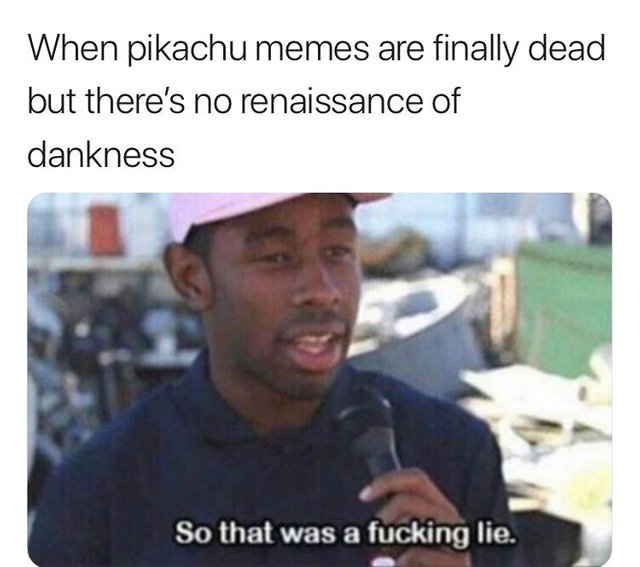 When pikachu memes are finally dead
but there’s no renaissance of
dankness
So that was a fucking lie.